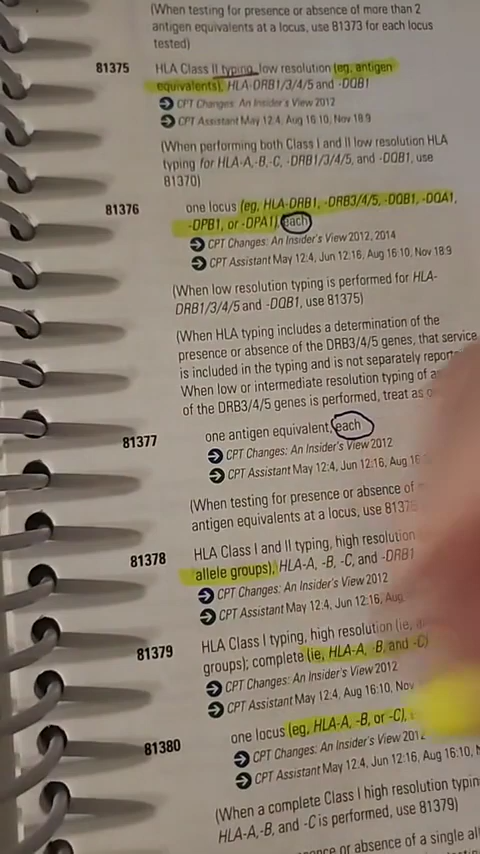 (When testing for presence or absence of more than 2
antigen equivalents at a locus, use 81373 for each locus
tested)
81375 HLA Class II typing, low resolution (eg, antigen
equivalents), HLA-DRB1/3/4/5 and -DQB1
CPT Changes: An Insider's View 2012
CPT Assistant May 12:4, Aug 16:10, Nov 18:9
(When performing both Class I and II low resolution HLA
typing for HLA-A,-B,-C, -DRB1/3/4/5, and -DQB1, use
81370)
81376 one locus (eg, HLA-DRB1, -DRB3/4/5, -DQB1, -DQA1,
-DPB1, or -DPA1), each
CPT Changes: An Insider's View 2012, 2014
CPT Assistant May 12:4, Jun 12:16, Aug 16:10, Nov 18:9
(When low resolution typing is performed for HLA-
DRB1/3/4/5 and -DQB1, use 81375)
(When HLA typing includes a determination of the
presence or absence of the DRB3/4/5 genes, that service
is included in the typing and is not separately
When low or intermediate resolution typing of
of the DRB3/4/5 genes is performed, treat as
81377 one antigen equivalent, each
CPT Changes: An Insider's View 2012
CPT Assistant May 12:4, Jun 12:16, Aug
(When testing for presence or absence of
antigen equivalents at a locus, use
81378 HLA Class I and II typing, high resolution
allele groups), HLA-A, -B, -C, and -DRB1
CPT Changes: An Insider's View 2012
CPT Assistant May 12:4, Jun 12:16, Aug
81379 HLA Class I typing, high resolution (ie,
groups); complete (ie, HLA-A, -B, and -C)
CPT Changes: An Insider's View 2012
CPT Assistant May 12:4, Aug 16:10, Nov
81380 one locus (eg, HLA-A, -B, or -C),
CPT Changes: An Insider's View
CPT Assistant May 12:4, Jun 12:16, Aug 16:10,
(When a complete Class I high resolution
HLA-A,-B, and -C is performed, use 81379)
or absence of a single